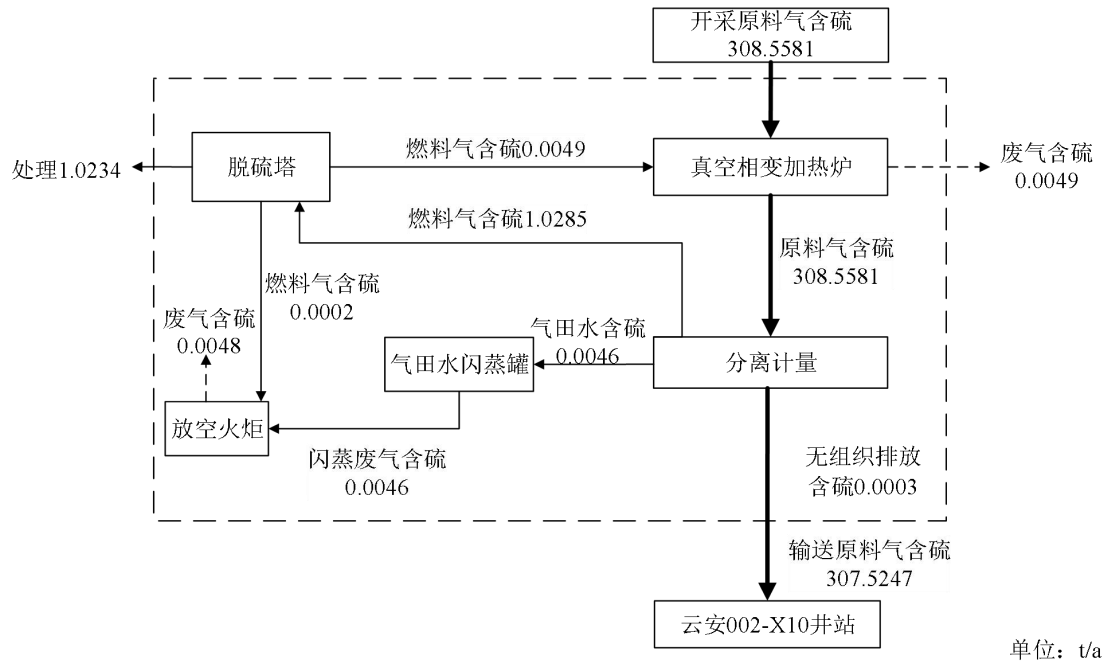 开采原料气含硫
308.5581
处理1.0234
脱硫塔
燃料气含硫0.0049
真空相变加热炉
废气含硫
0.0049
燃料气含硫1.0285
原料气含硫
308.5581
燃料气含硫
0.0002
废气含硫
0.0048
气田水含硫
0.0046
气田水闪蒸罐
分离计量
放空火炬
闪蒸废气含硫
0.0046
无组织排放
含硫0.0003
输送原料气含硫
307.5247
云安002-X10井站
单位：t/a